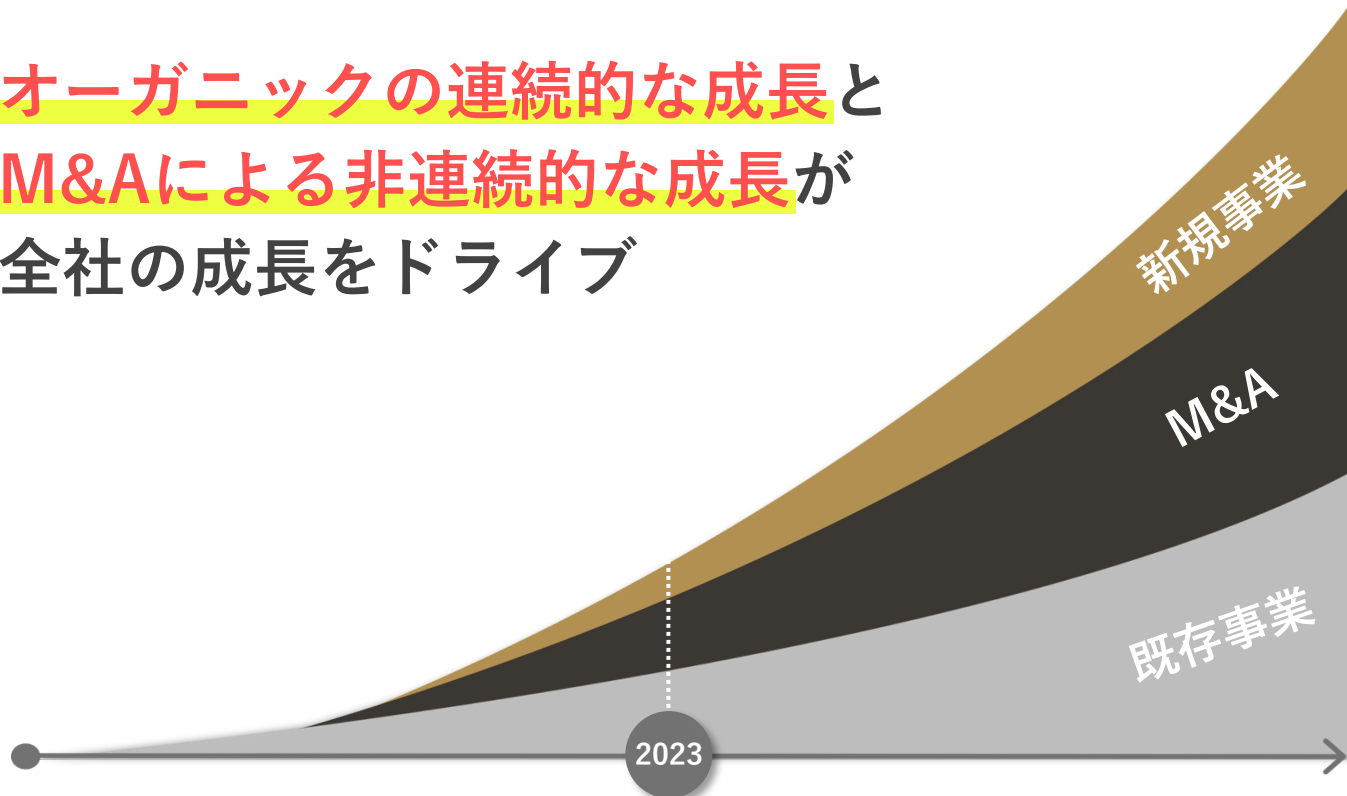 オーガニックの連続的な成長と
M&Aによる非連続的な成長が
全社の成長をドライブ
新規事業
M&A
既存事業
2023